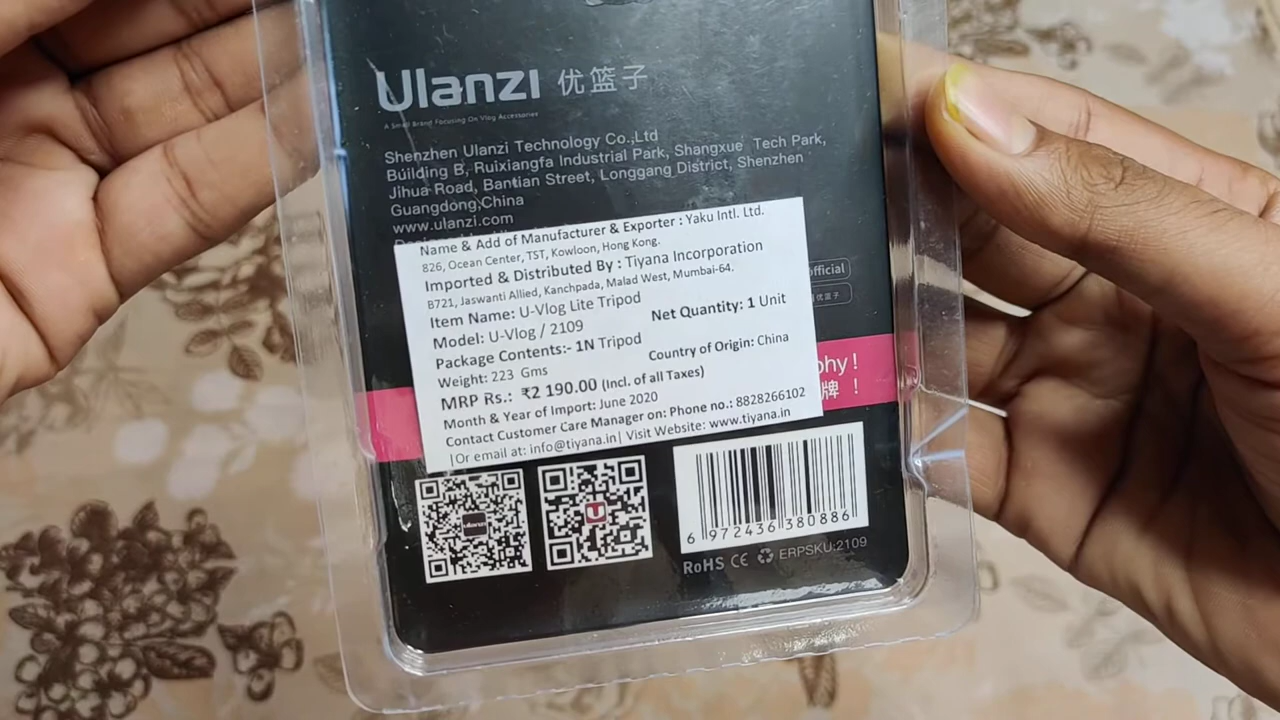 Ulanzi 优篮子
A Small Brand Focusing On Vlog Accessories
Shenzhen Ulanzi Technology Co.,Ltd
Building B, Ruixiangfa Industrial Park, Shangxue Tech Park,
Jihua Road, Bantian Street, Longgang District, Shenzhen
Guangdong,China
www.ulanzi.com
Name & Add of Manufacturer & Exporter : Yaku Intl. Ltd.
826, Ocean Center, TST, Kowloon, Hong Kong.
Imported & Distributed By : Tiyana Incorporation
B721, Jaswanti Allied, Kanchpada, Malad West, Mumbai-64.
Item Name: U-Vlog Lite Tripod
Model: U-Vlog / 2109 Net Quantity: 1 Unit
Package Contents:- 1N Tripod
Weight: 223 Gms Country of Origin: China
MRP Rs.: ₹2 190.00 (Incl. of all Taxes)
Month & Year of Import: June 2020
Contact Customer Care Manager on: Phone no.: 8828266102
|Or email at: info@tiyana.in| Visit Website: www.tiyana.in
official
优篮子
phy!
牌 !
ulanzi
U
6 972436 380886
RoHS CE ERPSKU:2109